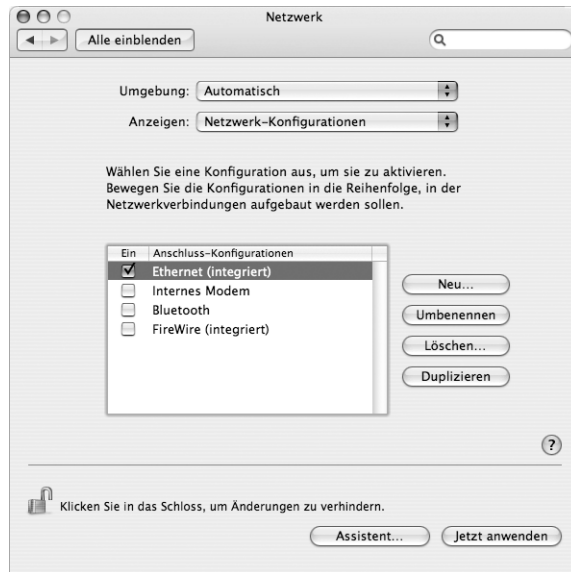 Netzwerk
Alle einblenden
Umgebung: Automatisch
Anzeigen: Netzwerk-Konfigurationen
Wählen Sie eine Konfiguration aus, um sie zu aktivieren.
Bewegen Sie die Konfigurationen in die Reihenfolge, in der
Netzwerkverbindungen aufgebaut werden sollen.
Ein Anschluss-Konfigurationen
Ethernet (integriert)
Internes Modem
Bluetooth
FireWire (integriert)
Neu...
Umbenennen
Löschen...
Duplizieren
?
Klicken Sie in das Schloss, um Änderungen zu verhindern.
Assistent... Jetzt anwenden